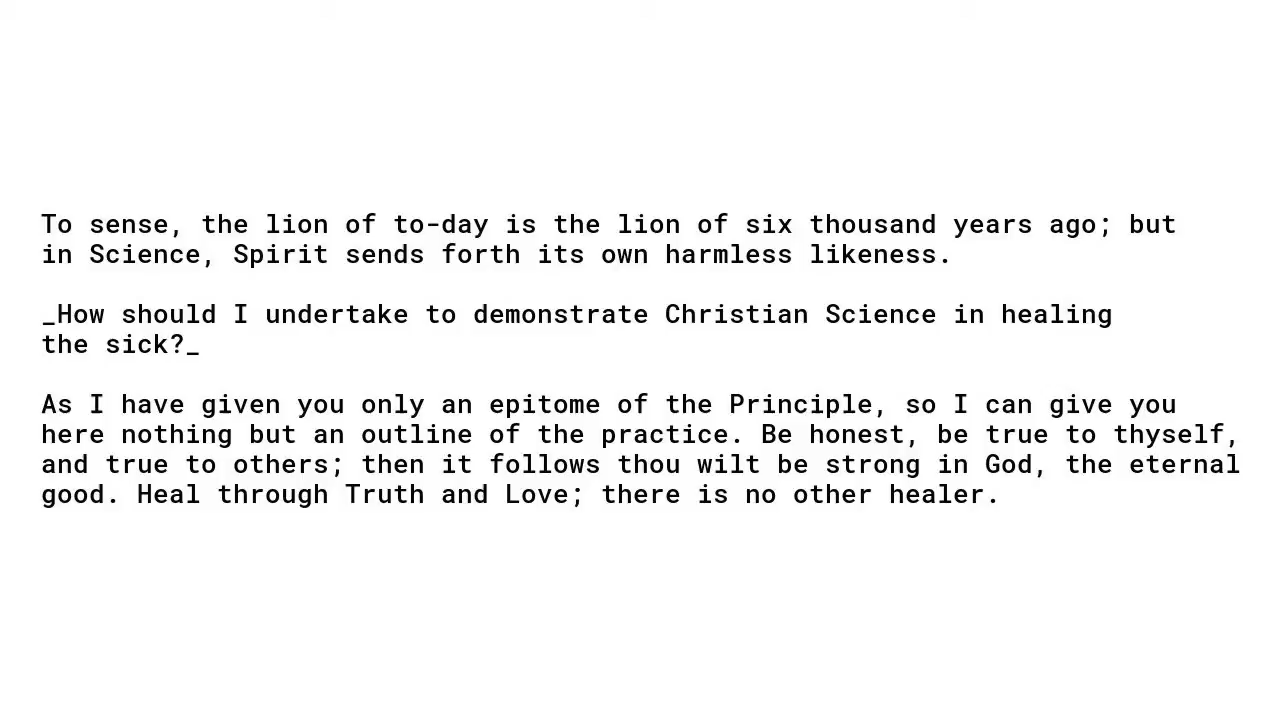 To sense, the lion of to-day is the lion of six thousand years ago; but
in Science, Spirit sends forth its own harmless likeness.
_How should I undertake to demonstrate Christian Science in healing
the sick?_
As I have given you only an epitome of the Principle, so I can give you
here nothing but an outline of the practice. Be honest, be true to thyself,
and true to others; then it follows thou wilt be strong in God, the eternal
good. Heal through Truth and Love; there is no other healer.